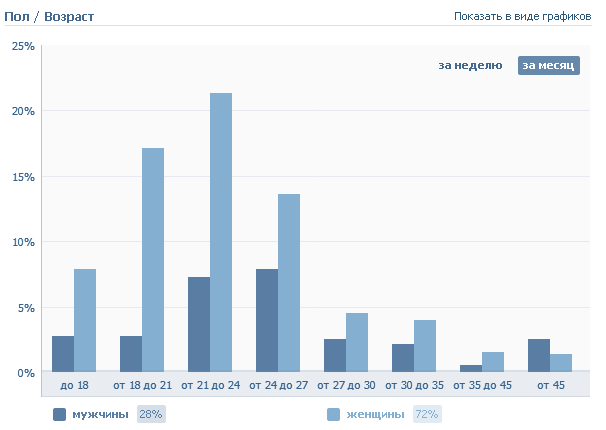 Пол / Возраст Показать в виде графиков
за неделю за месяц
25%
20%
15%
10%
5%
0%
до 18 от 18 до 21 от 21 до 24 от 24 до 27 от 27 до 30 от 30 до 35 от 35 до 45 от 45
мужчины 28% женщины 72%